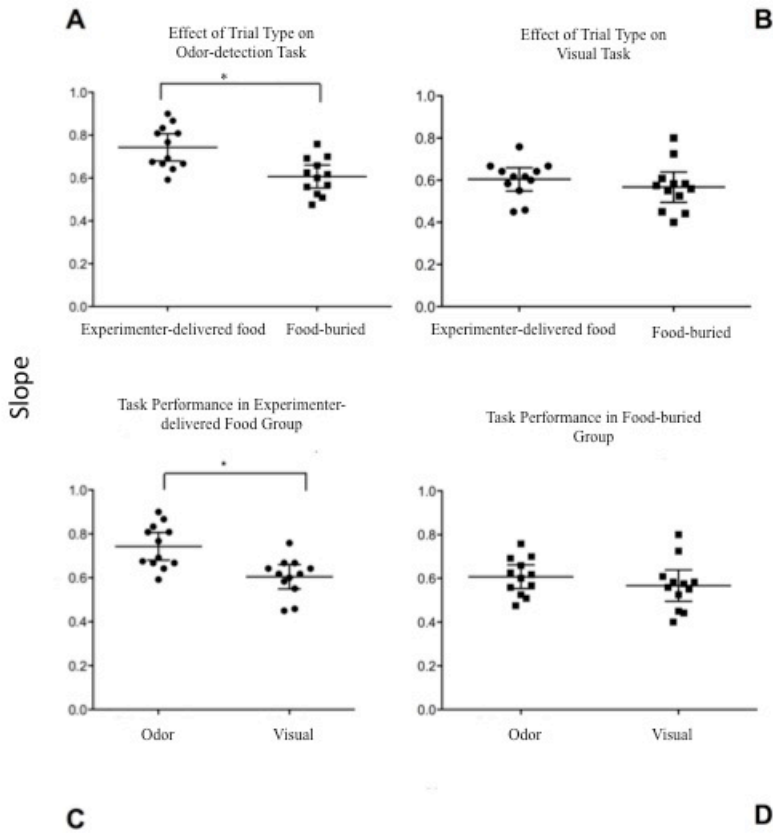 A
B
Effect of Trial Type on
Odor-detection Task
*
1.0
0.8
0.6
0.4
0.2
0.0
Experimenter-delivered food Food-buried
Effect of Trial Type on
Visual Task
1.0
0.8
0.6
0.4
0.2
0.0
Experimenter-delivered food Food-buried
Slope
Task Performance in Experimenter-
delivered Food Group
*
1.0
0.8
0.6
0.4
0.2
0.0
Odor Visual
Task Performance in Food-buried
Group
1.0
0.8
0.6
0.4
0.2
0.0
Odor Visual
C
D